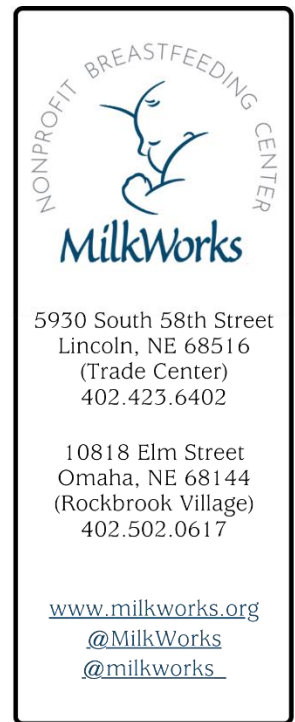 NONPROFIT BREASTFEEDING CENTER
MilkWorks
5930 South 58th Street
Lincoln, NE 68516
(Trade Center)
402.423.6402
10818 Elm Street
Omaha, NE 68144
(Rockbrook Village)
402.502.0617
www.milkworks.org
@MilkWorks
@milkworks_